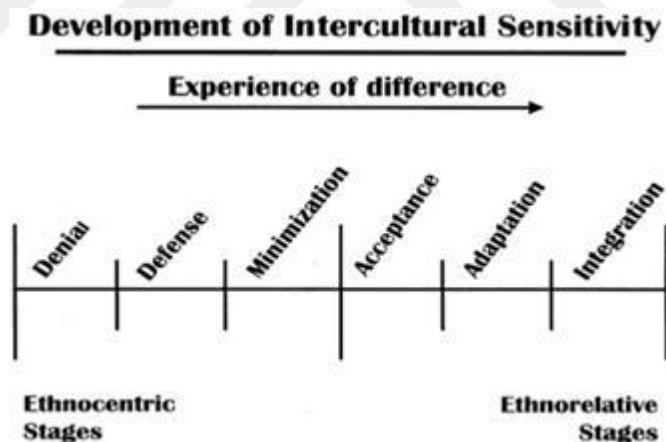 Development of Intercultural Sensitivity
Experience of difference
Denial
Defense
Minimization
Acceptance
Adaptation
Integration
Ethnocentric
Stages
Ethnorelative
Stages